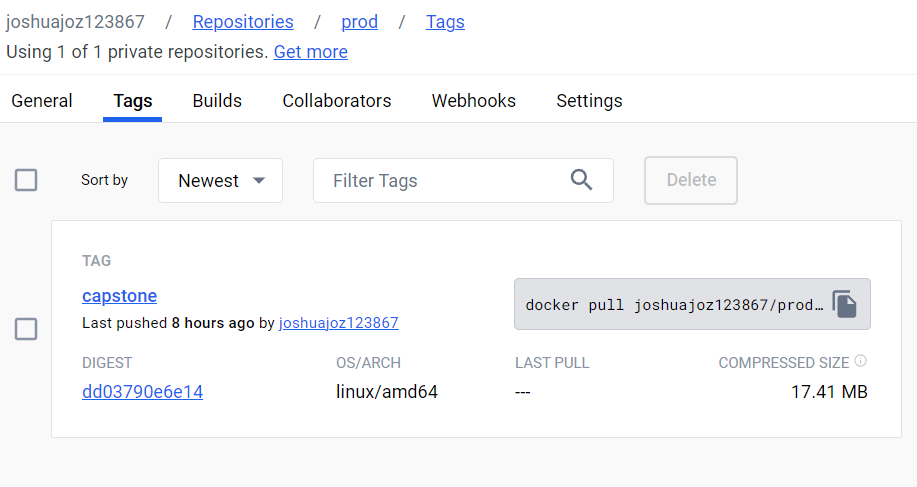 joshuajoz123867 / Repositories / prod / Tags
Using 1 of 1 private repositories. Get more
General Tags Builds Collaborators Webhooks Settings
Sort by Newest Filter Tags Delete
TAG
capstone
docker pull joshuajoz123867/prod…
Last pushed 8 hours ago by joshuajoz123867
DIGEST OS/ARCH LAST PULL COMPRESSED SIZE
dd03790e6e14 linux/amd64 --- 17.41 MB